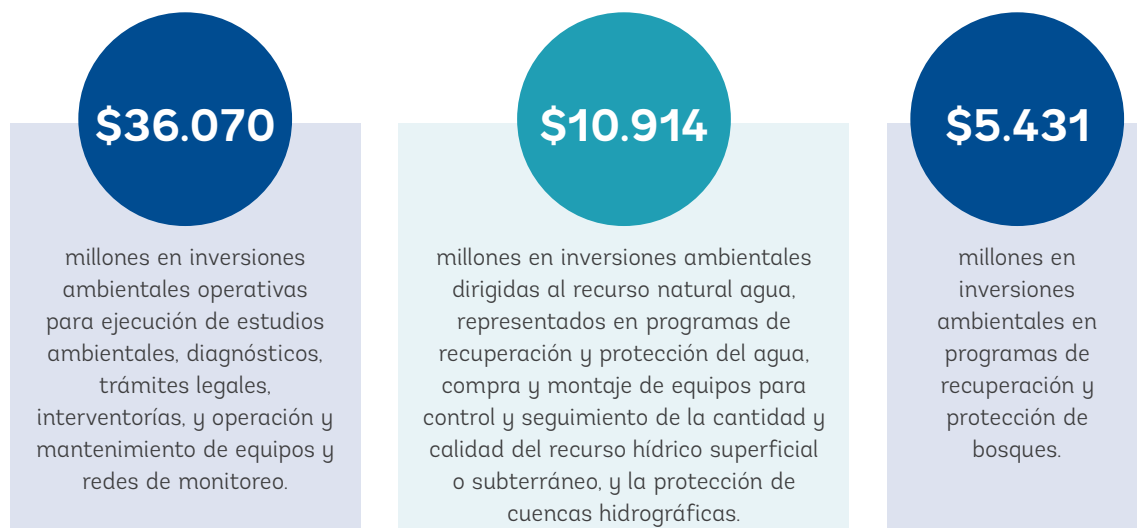 $36.070
millones en inversiones
ambientales operativas
para ejecución de estudios
ambientales, diagnósticos,
trámites legales,
interventorías, y operación y
mantenimiento de equipos y
redes de monitoreo.
$10.914
millones en inversiones ambientales
dirigidas al recurso natural agua,
representados en programas de
recuperación y protección del agua,
compra y montaje de equipos para
control y seguimiento de la cantidad y
calidad del recurso hídrico superficial
o subterráneo, y la protección de
cuencas hidrográficas.
$5.431
millones en
inversiones
ambientales en
programas de
recuperación y
protección de
bosques.